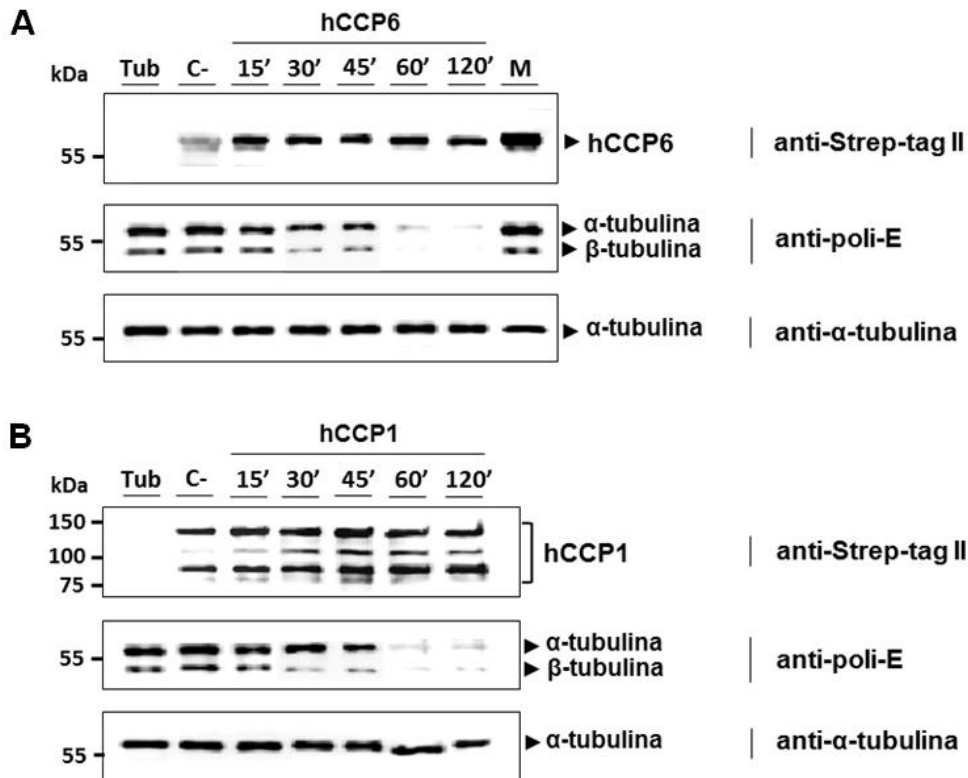 A
hCCP6
kDa Tub C- 15’ 30’ 45’ 60’ 120’ M
55 hCCP6 anti-Strep-tag II
α-tubulina
55 β-tubulina anti-poli-E
55 α-tubulina anti-α-tubulina
B
hCCP1
kDa Tub C- 15’ 30’ 45’ 60’ 120’
150
100 hCCP1 anti-Strep-tag II
75
α-tubulina
55 β-tubulina anti-poli-E
55 α-tubulina anti-α-tubulina